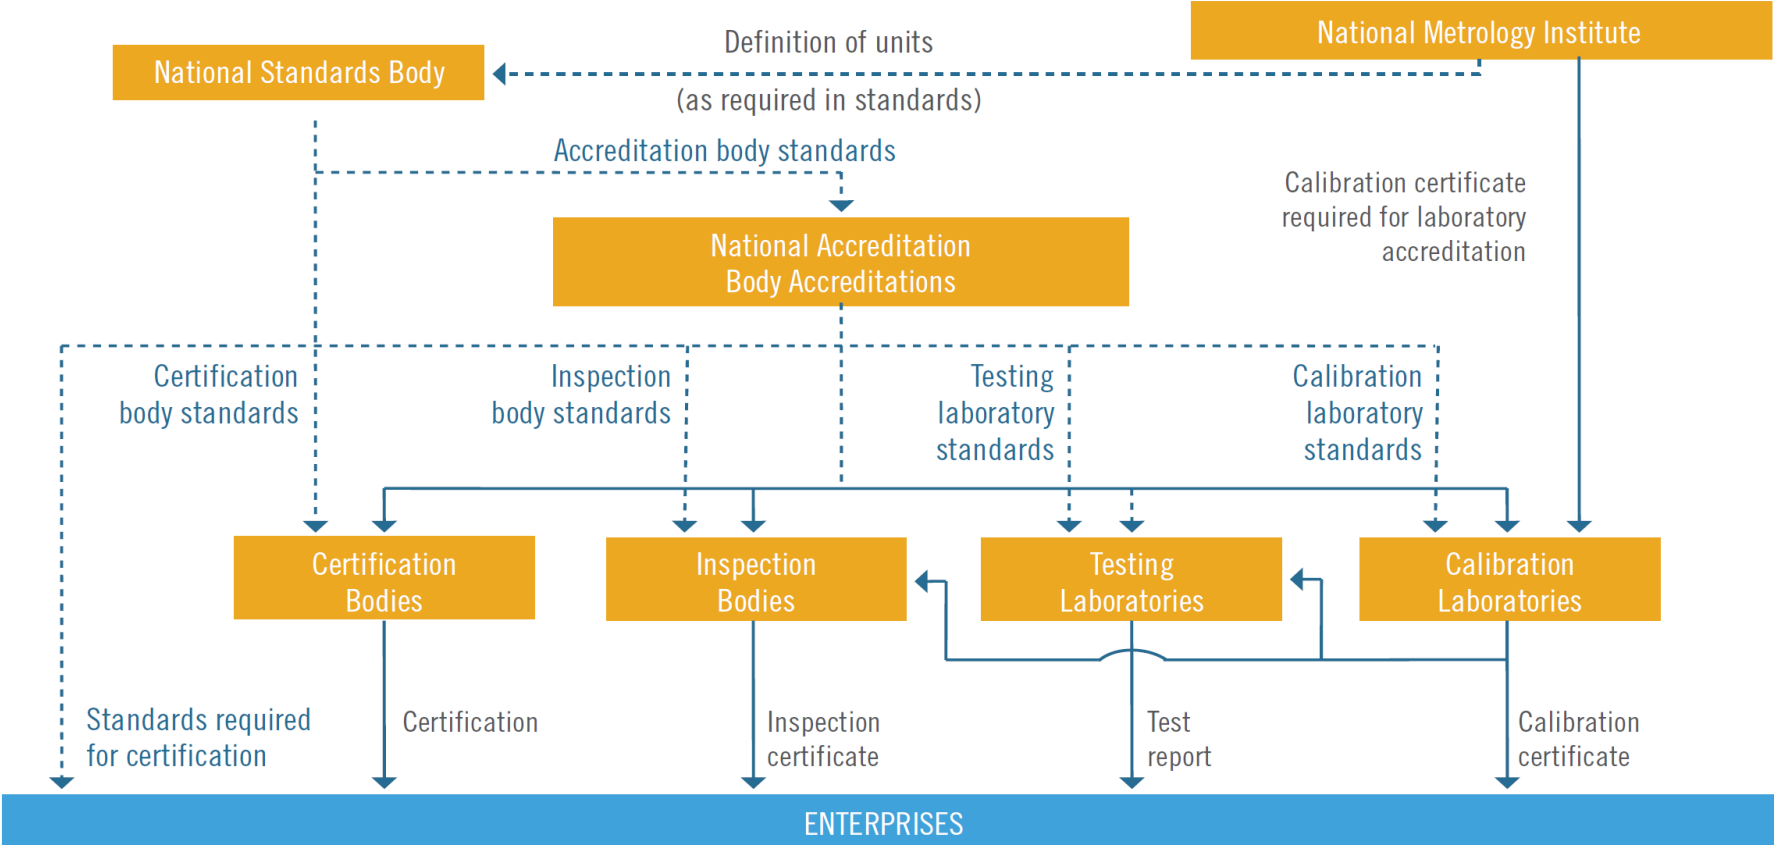 National Metrology Institute
Definition of units
National Standards Body
(as required in standards)
Accreditation body standards
Calibration certificate
required for laboratory
accreditation
National Accreditation
Body Accreditations
Certification
body standards
Inspection
body standards
Testing
laboratory
standards
Calibration
laboratory
standards
Certification
Bodies
Inspection
Bodies
Testing
Laboratories
Calibration
Laboratories
Standards required
for certification
Certification
Inspection
certificate
Test
report
Calibration
certificate
ENTERPRISES